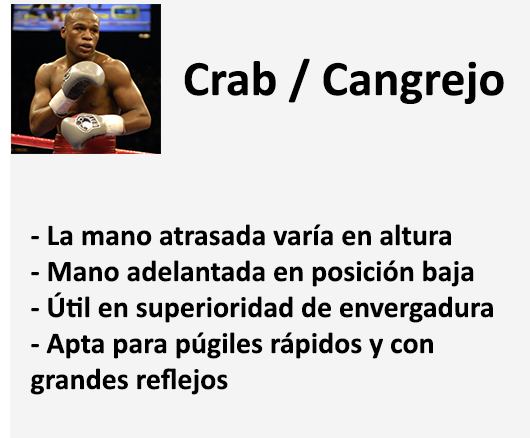 Crab / Cangrejo
- La mano atrasada varía en altura
- Mano adelantada en posición baja
- Útil en superioridad de envergadura
- Apta para púgiles rápidos y con
grandes reflejos